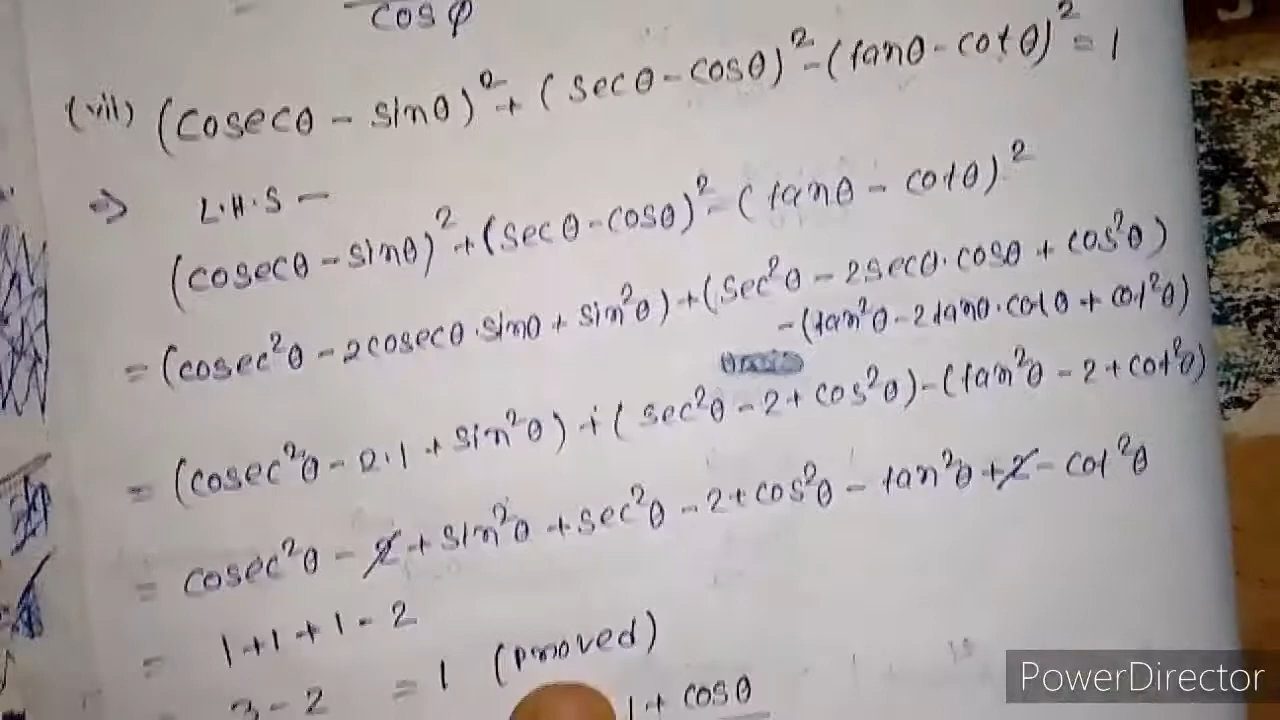 cos φ
(vii) (cosecθ - sinθ)² + (secθ - cosθ)² - (tanθ - cotθ)² = 1
⇒ L.H.S —
(cosecθ - sinθ)² + (secθ - cosθ)² - (tanθ - cotθ)²
= (cosec²θ - 2cosecθ·sinθ + sin²θ) + (sec²θ - 2secθ·cosθ + cos²θ)
- (tan²θ - 2tanθ·cotθ + cot²θ)
= (cosec²θ - 2·1 + sin²θ) + (sec²θ - 2 + cos²θ) - (tan²θ - 2 + cot²θ)
= cosec²θ - 2 + sin²θ + sec²θ - 2 + cos²θ - tan²θ + 2 - cot²θ
= 1 + 1 + 1 - 2
3 - 2 = 1 (proved)
1 + cosθ
PowerDirector